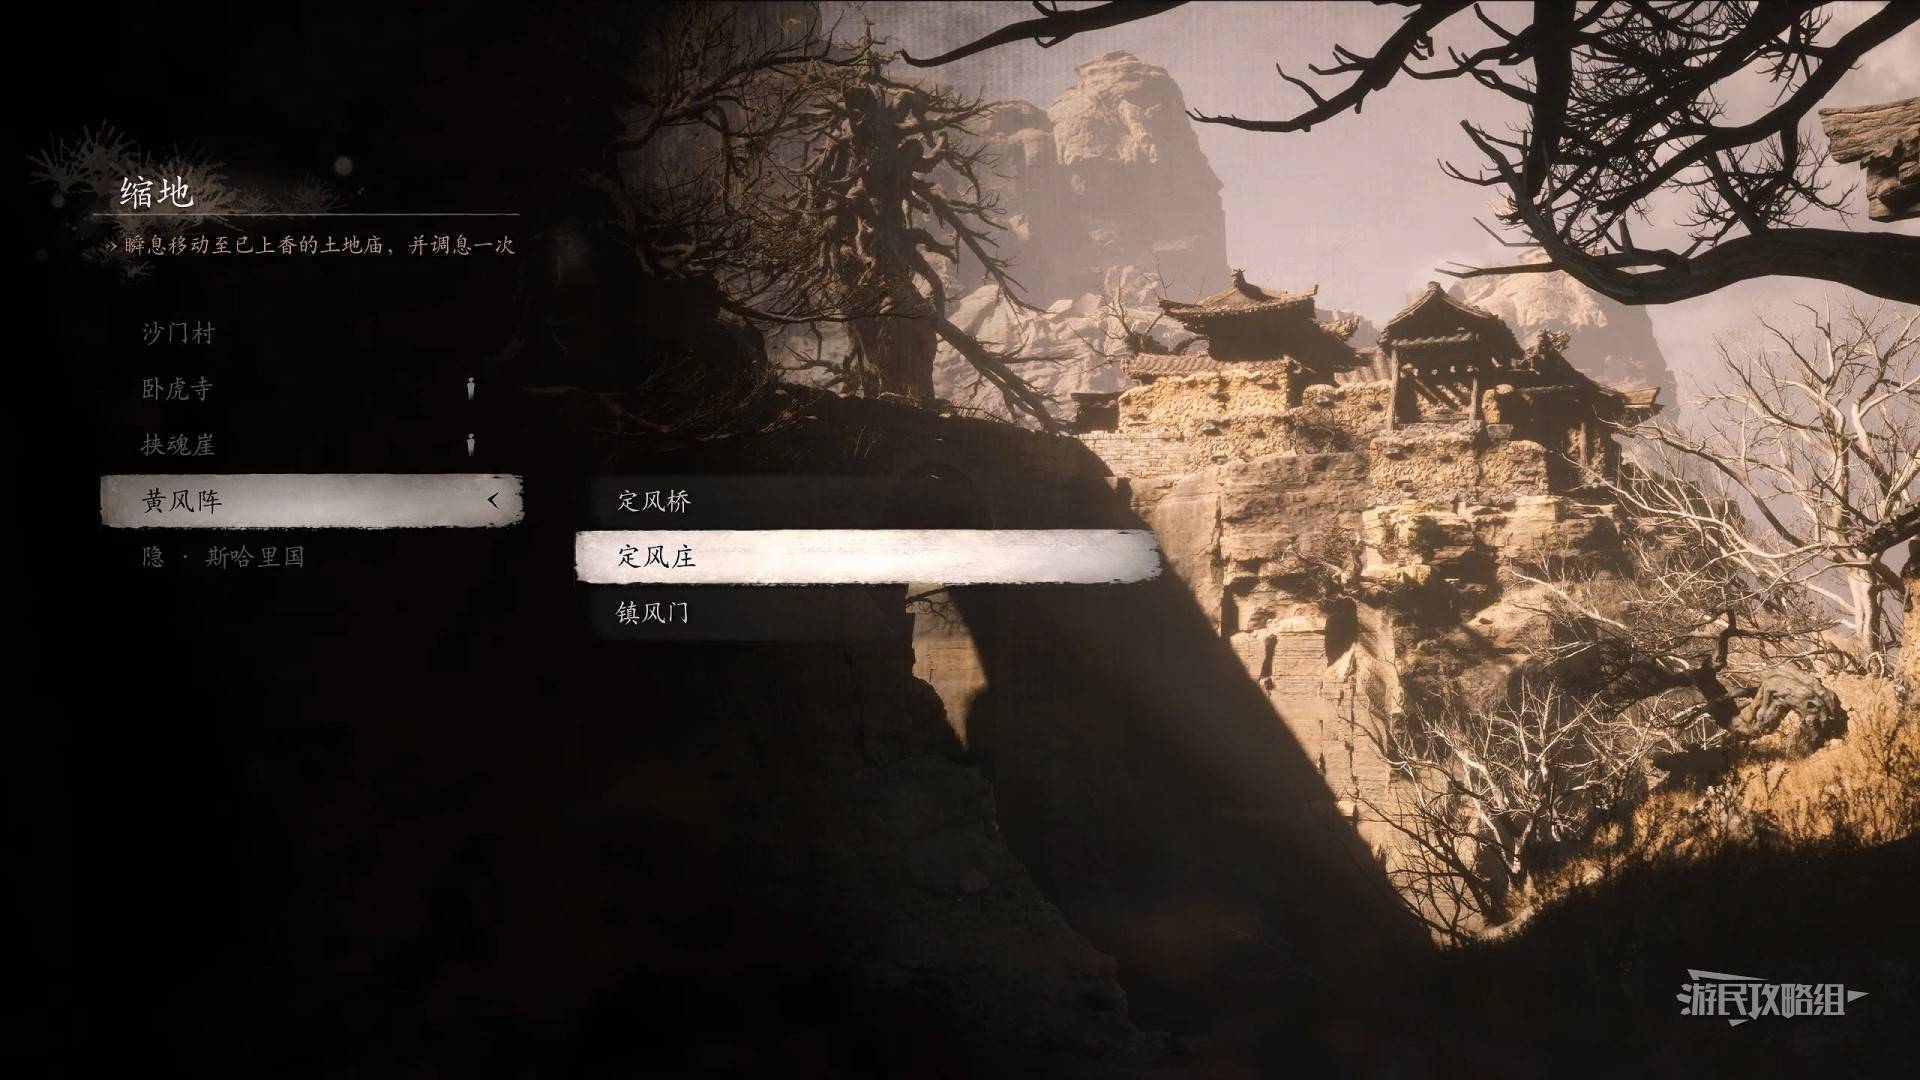 缩地
瞬息移动至已上香的土地庙，并调息一次
沙门村
卧虎寺
挟魂崖
黄风阵
隐 · 斯哈里国
定风桥
定风庄
镇风门
游民攻略组